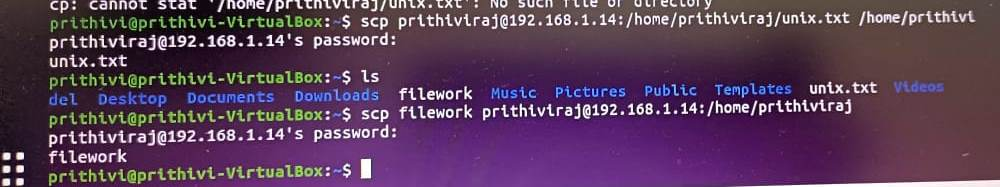 cp: cannot stat '/home/prithiviraj/unix.txt': No such file or directory
prithivi@prithivi-VirtualBox:~$ scp prithiviraj@192.168.1.14:/home/prithiviraj/unix.txt /home/prithivi
prithiviraj@192.168.1.14's password:
unix.txt
prithivi@prithivi-VirtualBox:~$ ls
del Desktop Documents Downloads filework Music Pictures Public Templates unix.txt Videos
prithivi@prithivi-VirtualBox:~$ scp filework prithiviraj@192.168.1.14:/home/prithiviraj
prithiviraj@192.168.1.14's password:
filework
prithivi@prithivi-VirtualBox:~$